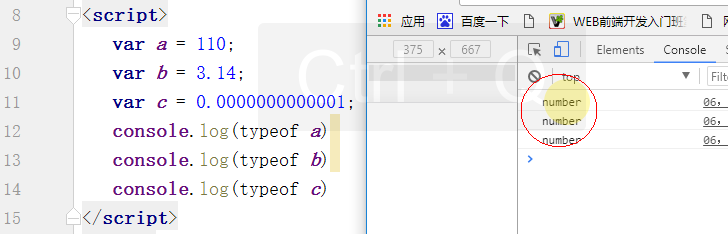 8 <script>
9 var a = 110;
10 var b = 3.14;
11 var c = 0.0000000000001;
12 console.log(typeof a)
13 console.log(typeof b)
14 console.log(typeof c)
15 </script>
Ctrl + Q
应用 百度一下 WEB前端开发入门班
375 × 667
Elements Console
top
number 06,
number 06,
number 06,